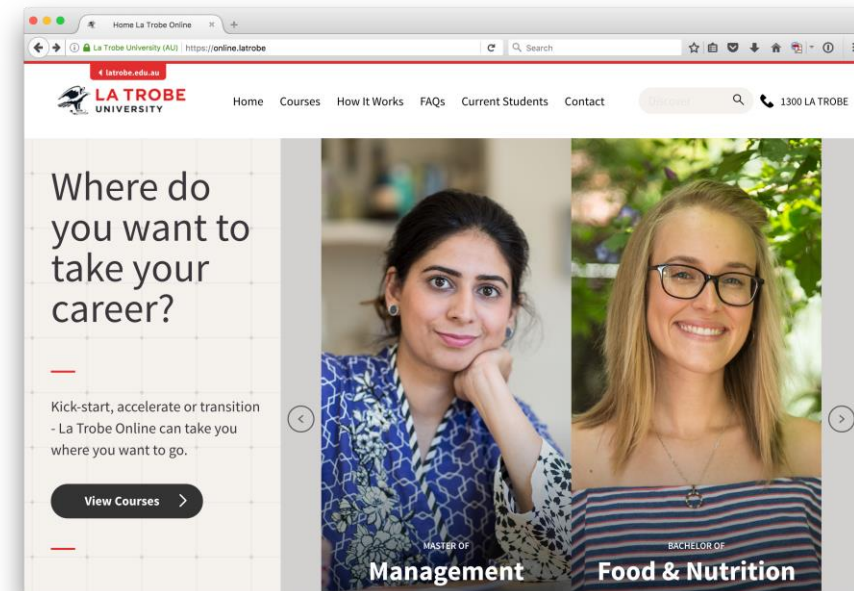 Home La Trobe Online
La Trobe University (AU) https://online.latrobe
Search
latrobe.edu.au
LA TROBE
UNIVERSITY
Home Courses How It Works FAQs Current Students Contact
Discover
1300 LA TROBE
Where do
you want to
take your
career?
Kick-start, accelerate or transition
- La Trobe Online can take you
where you want to go.
View Courses
MASTER OF
Management
BACHELOR OF
Food & Nutrition